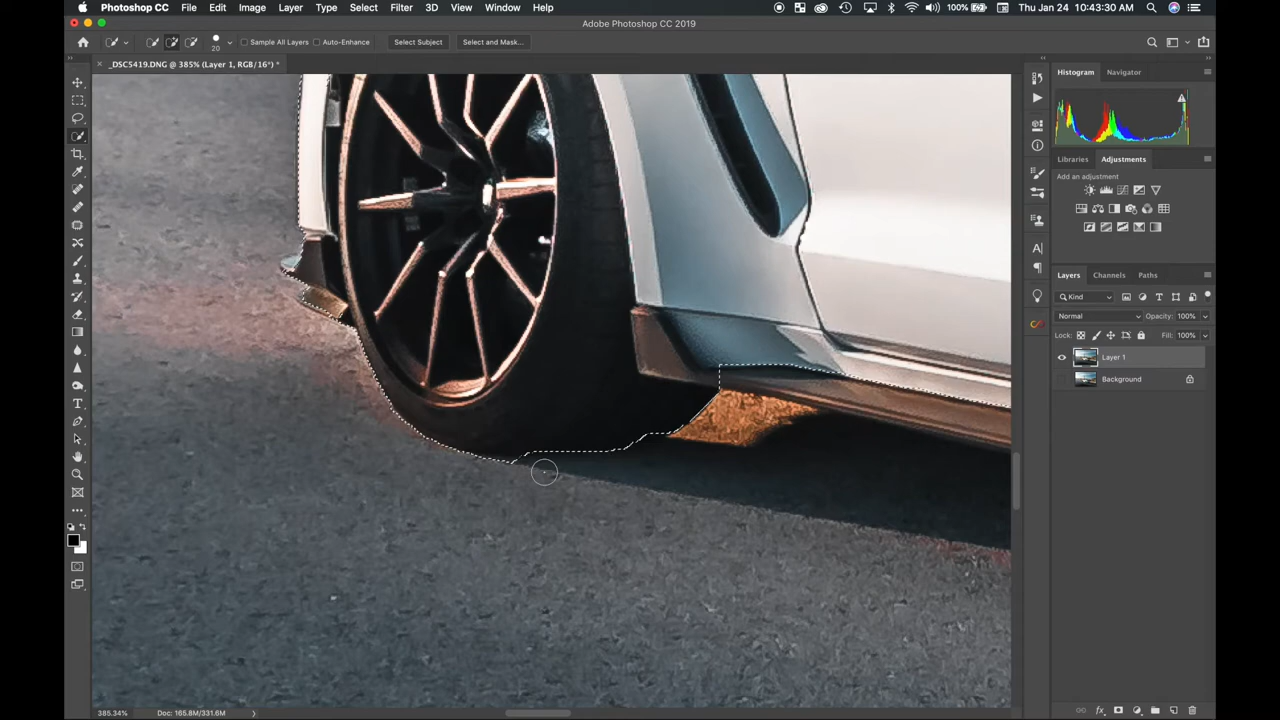 Photoshop CC File Edit Image Layer Type Select Filter 3D View Window Help 100% Thu Jan 24 10:43:30 AM
Adobe Photoshop CC 2019
20 Sample All Layers Auto-Enhance Select Subject Select and Mask...
_DSC5419.DNG @ 385% (Layer 1, RGB/16*) *
Histogram Navigator
Libraries Adjustments
Add an adjustment
Layers Channels Paths
Kind
Normal Opacity: 100%
Lock: Fill: 100%
Layer 1
Background
385.34% Doc: 165.8M/331.6M